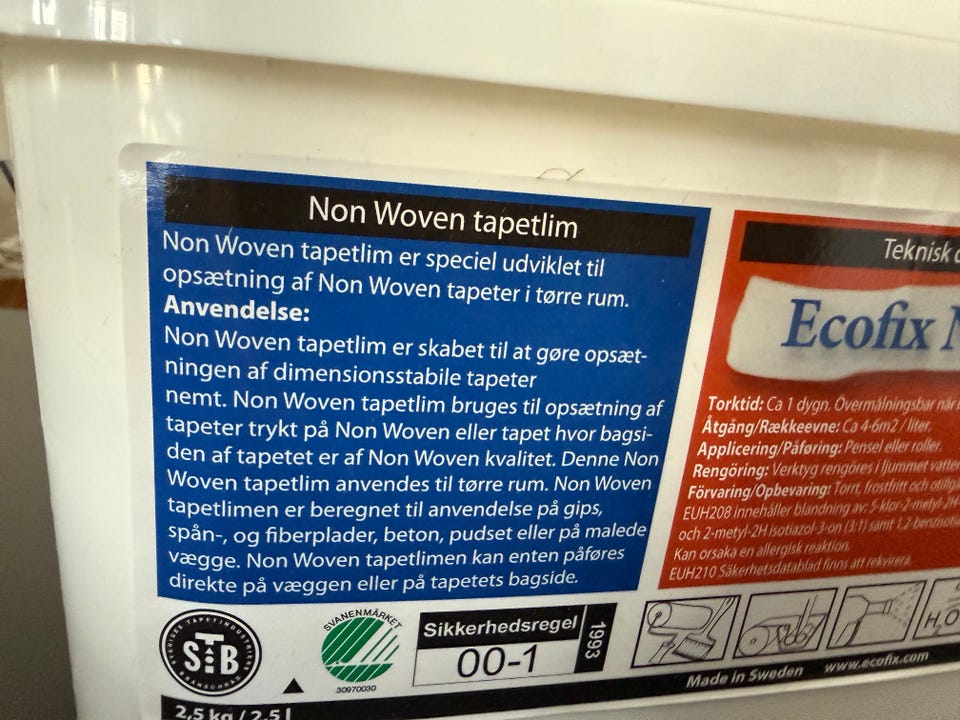 Non Woven tapetlim
Non Woven tapetlim er speciel udviklet til
opsætning af Non Woven tapeter i tørre rum.
Anvendelse:
Non Woven tapetlim er skabet til at gøre opsæt-
ningen af dimensionsstabile tapeter
nemt. Non Woven tapetlim bruges til opsætning af
tapeter trykt på Non Woven eller tapet hvor bagsi-
den af tapetet er af Non Woven kvalitet. Denne Non
Woven tapetlim anvendes til tørre rum. Non Woven
tapetlimen er beregnet til anvendelse på gips,
spån-, og fiberplader, beton, pudset eller på malede
vægge. Non Woven tapetlimen kan enten påføres
direkte på væggen eller på tapetets bagside.
Teknisk
Ecofix N
Torktid: Ca 1 dygn. Övermålningsbar när
Åtgång/Rækkeevne: Ca 4-6m2 / liter.
Applicering/Påføring: Pensel eller roller.
Rengöring: Verktyg rengöres i ljummet vatten
Förvaring/Opbevaring: Torrt, frostfritt och
EUH208 innehåller blandning av: 5-klor-2-metyl-2H
och 2-metyl-2H isotiazol-3-on (3:1) samt
Kan orsaka en allergisk reaktion.
EUH210 Säkerhetsdatablad finns att rekvirera.
SVERIGES TAPETINDUSTRIERS
STIB
BRANSCHRÅD
SVANENMÄRKET
30970030
Sikkerhedsregel
00-1
1993
H₂O
Made in Sweden www.ecofix.com
2,5 kg / 2,5 l